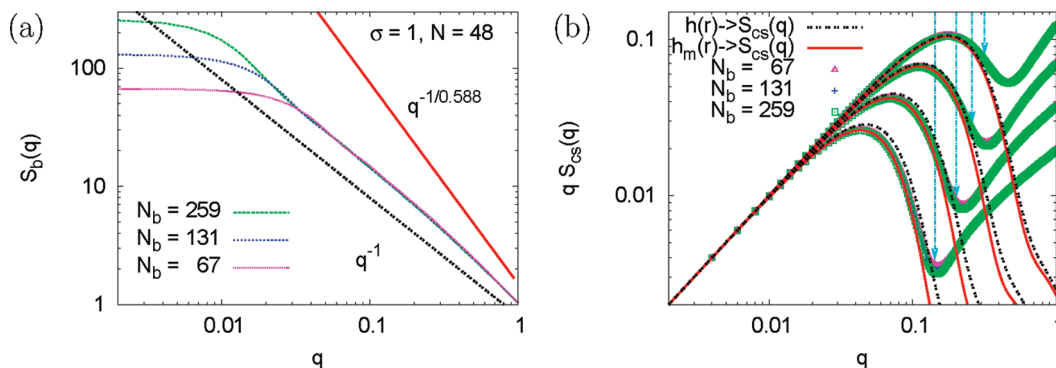 (a)
100
10
1
S_b(q)
σ = 1, N = 48
q^{-1/0.588}
N_b = 259
N_b = 131
N_b = 67
q^{-1}
0.01
0.1
1
q
(b)
0.1
0.01
q S_cs(q)
h(r)->S_cs(q)
h_m(r)->S_cs(q)
N_b = 67
N_b = 131
N_b = 259
0.01
0.1
1
q